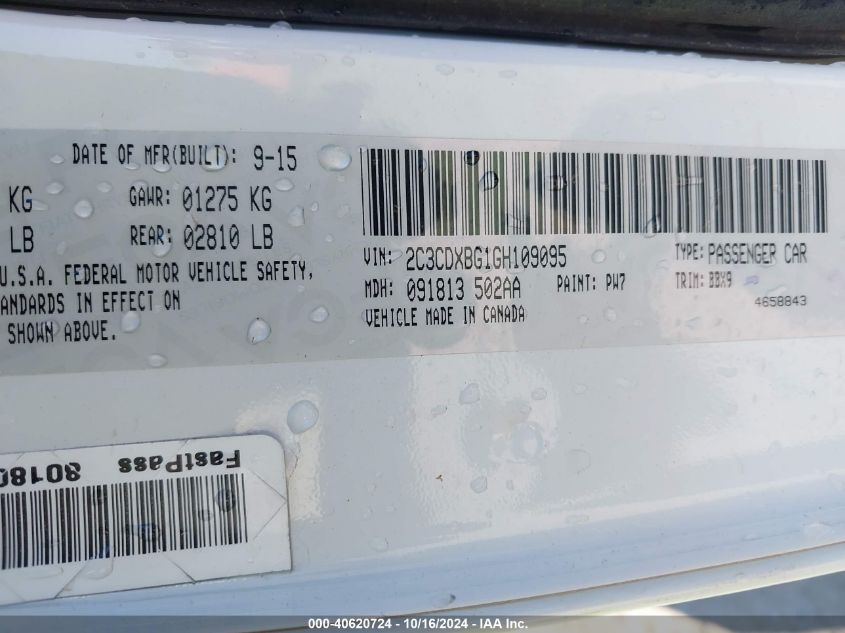 DATE OF MFR(BUILT): 9-15
KG GAWR: 01275 KG
LB REAR: 02810 LB
U.S.A. FEDERAL MOTOR VEHICLE SAFETY,
ANDARDS IN EFFECT ON
SHOWN ABOVE.
VIN: 2C3CDXBG1GH109095 TYPE: PASSENGER CAR
MDH: 091813 502AA PAINT: PW7 TRIM: BBX9
VEHICLE MADE IN CANADA
4658843
FastPass
000-40620724 - 10/16/2024 - IAA Inc.